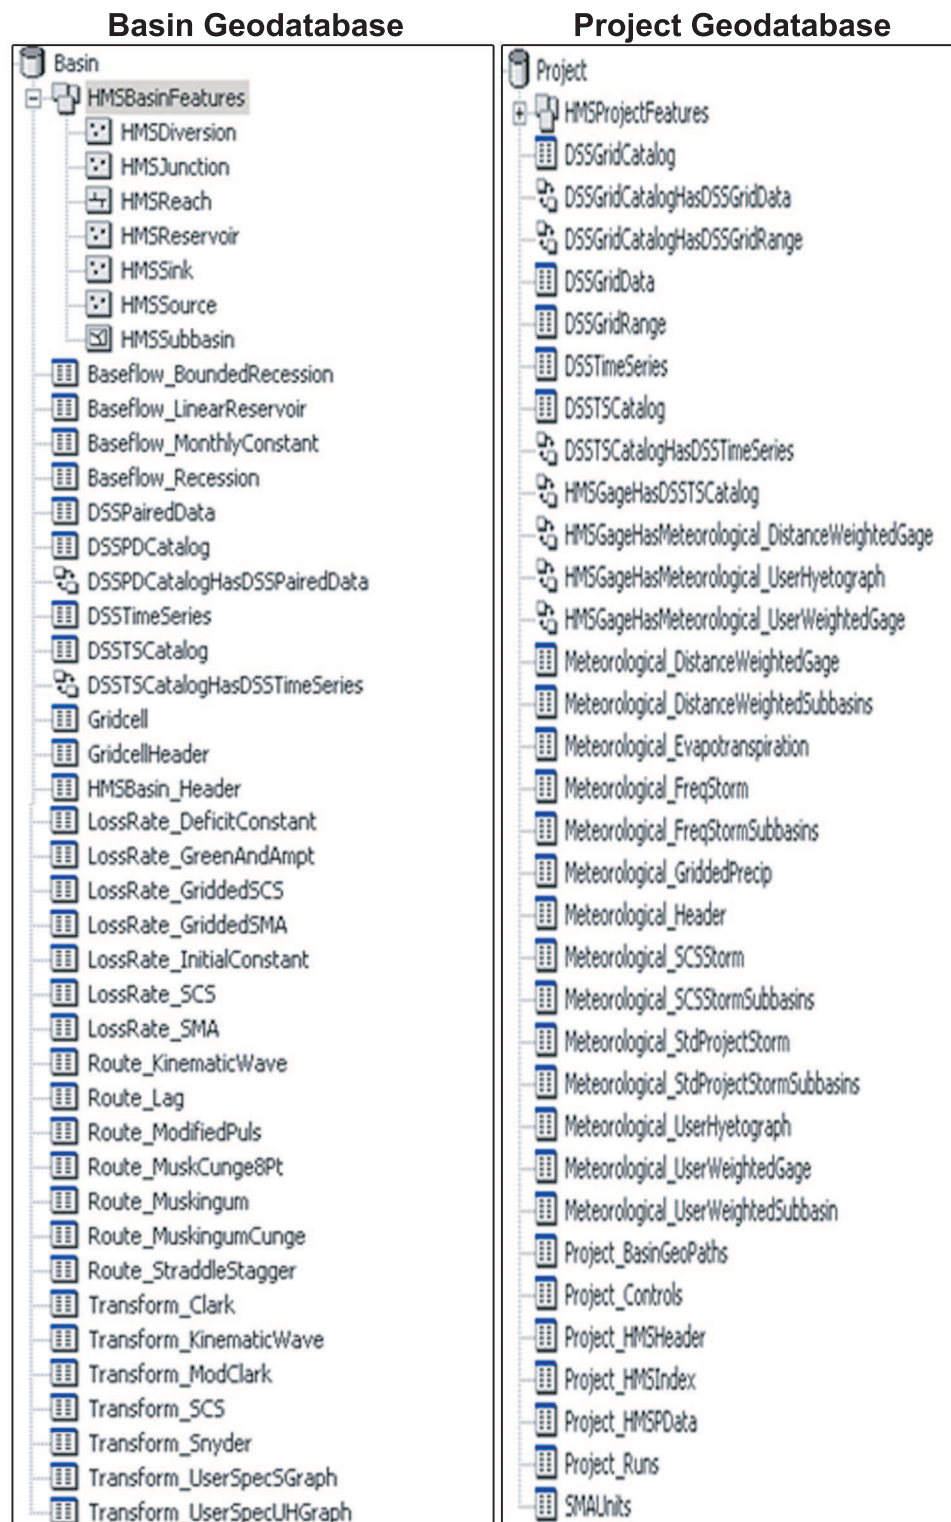 Basin Geodatabase
Basin
HMSBasinFeatures
HMSDiversion
HMSJunction
HMSReach
HMSReservoir
HMSSink
HMSSource
HMSSubbasin
Baseflow_BoundedRecession
Baseflow_LinearReservoir
Baseflow_MonthlyConstant
Baseflow_Recession
DSSPairedData
DSSPDCatalog
DSSPDCatalogHasDSSPairedData
DSSTimeSeries
DSSTSCatalog
DSSTSCatalogHasDSSTimeSeries
Gridcell
GridcellHeader
HMSBasin_Header
LossRate_DeficitConstant
LossRate_GreenAndAmpt
LossRate_GriddedSCS
LossRate_GriddedSMA
LossRate_InitialConstant
LossRate_SCS
LossRate_SMA
Route_KinematicWave
Route_Lag
Route_ModifiedPuls
Route_MuskCunge8Pt
Route_Muskingum
Route_MuskingumCunge
Route_StraddleStagger
Transform_Clark
Transform_KinematicWave
Transform_ModClark
Transform_SCS
Transform_Snyder
Transform_UserSpecSGraph
Transform_UserSpecUHGraph
Project Geodatabase
Project
HMSProjectFeatures
DSSGridCatalog
DSSGridCatalogHasDSSGridData
DSSGridCatalogHasDSSGridRange
DSSGridData
DSSGridRange
DSSTimeSeries
DSSTSCatalog
DSSTSCatalogHasDSSTimeSeries
HMSGageHasDSSTSCatalog
HMSGageHasMeteorological_DistanceWeightedGage
HMSGageHasMeteorological_UserHyetograph
HMSGageHasMeteorological_UserWeightedGage
Meteorological_DistanceWeightedGage
Meteorological_DistanceWeightedSubbasins
Meteorological_Evapotranspiration
Meteorological_FreqStorm
Meteorological_FreqStormSubbasins
Meteorological_GriddedPrecip
Meteorological_Header
Meteorological_SCSStorm
Meteorological_SCSStormSubbasins
Meteorological_StdProjectStorm
Meteorological_StdProjectStormSubbasins
Meteorological_UserHyetograph
Meteorological_UserWeightedGage
Meteorological_UserWeightedSubbasin
Project_BasinGeoPaths
Project_Controls
Project_HMSHeader
Project_HMSIndex
Project_HMSPData
Project_Runs
SMAUnits